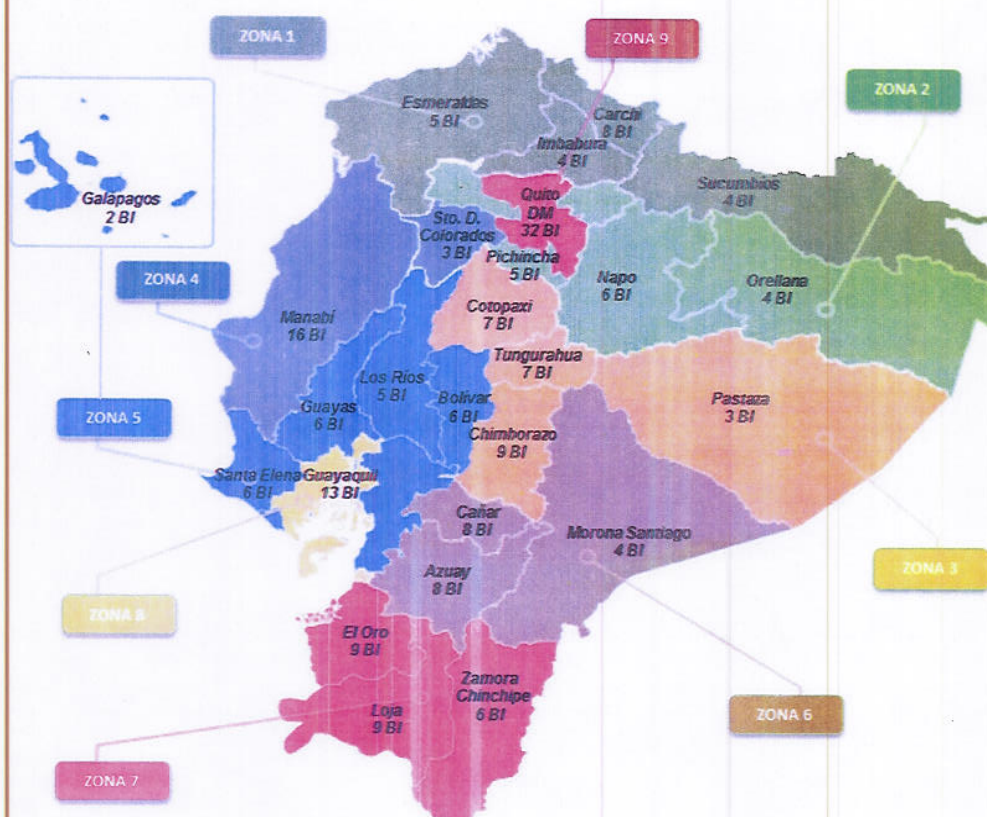 ZONA 1
ZONA 9
ZONA 2
Esmeraldas
5 BI
Carchi
8 BI
Imbabura
4 BI
Sucumbíos
4 BI
Galápagos
2 BI
Quito
DM
32 BI
Sto. D.
Colorados
3 BI
Pichincha
5 BI
Napo
6 BI
Orellana
4 BI
ZONA 4
Manabí
16 BI
Cotopaxi
7 BI
Tungurahua
7 BI
Los Ríos
5 BI
Bolívar
6 BI
Pastaza
3 BI
ZONA 5
Guayas
6 BI
Chimborazo
9 BI
Santa Elena
6 BI
Guayaquil
13 BI
Cañar
8 BI
Morona Santiago
4 BI
Azuay
8 BI
ZONA 3
ZONA 8
El Oro
9 BI
Zamora
Chinchipe
6 BI
Loja
9 BI
ZONA 6
ZONA 7